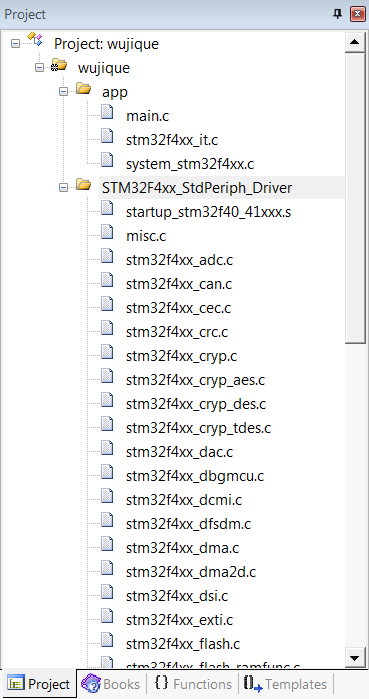 Project
Project: wujique
wujique
app
main.c
stm32f4xx_it.c
system_stm32f4xx.c
STM32F4xx_StdPeriph_Driver
startup_stm32f40_41xxx.s
misc.c
stm32f4xx_adc.c
stm32f4xx_can.c
stm32f4xx_cec.c
stm32f4xx_crc.c
stm32f4xx_cryp.c
stm32f4xx_cryp_aes.c
stm32f4xx_cryp_des.c
stm32f4xx_cryp_tdes.c
stm32f4xx_dac.c
stm32f4xx_dbgmcu.c
stm32f4xx_dcmi.c
stm32f4xx_dfsdm.c
stm32f4xx_dma.c
stm32f4xx_dma2d.c
stm32f4xx_dsi.c
stm32f4xx_exti.c
stm32f4xx_flash.c
stm32f4xx_flash_ramfunc.c
Project Books {} Functions 0→ Templates